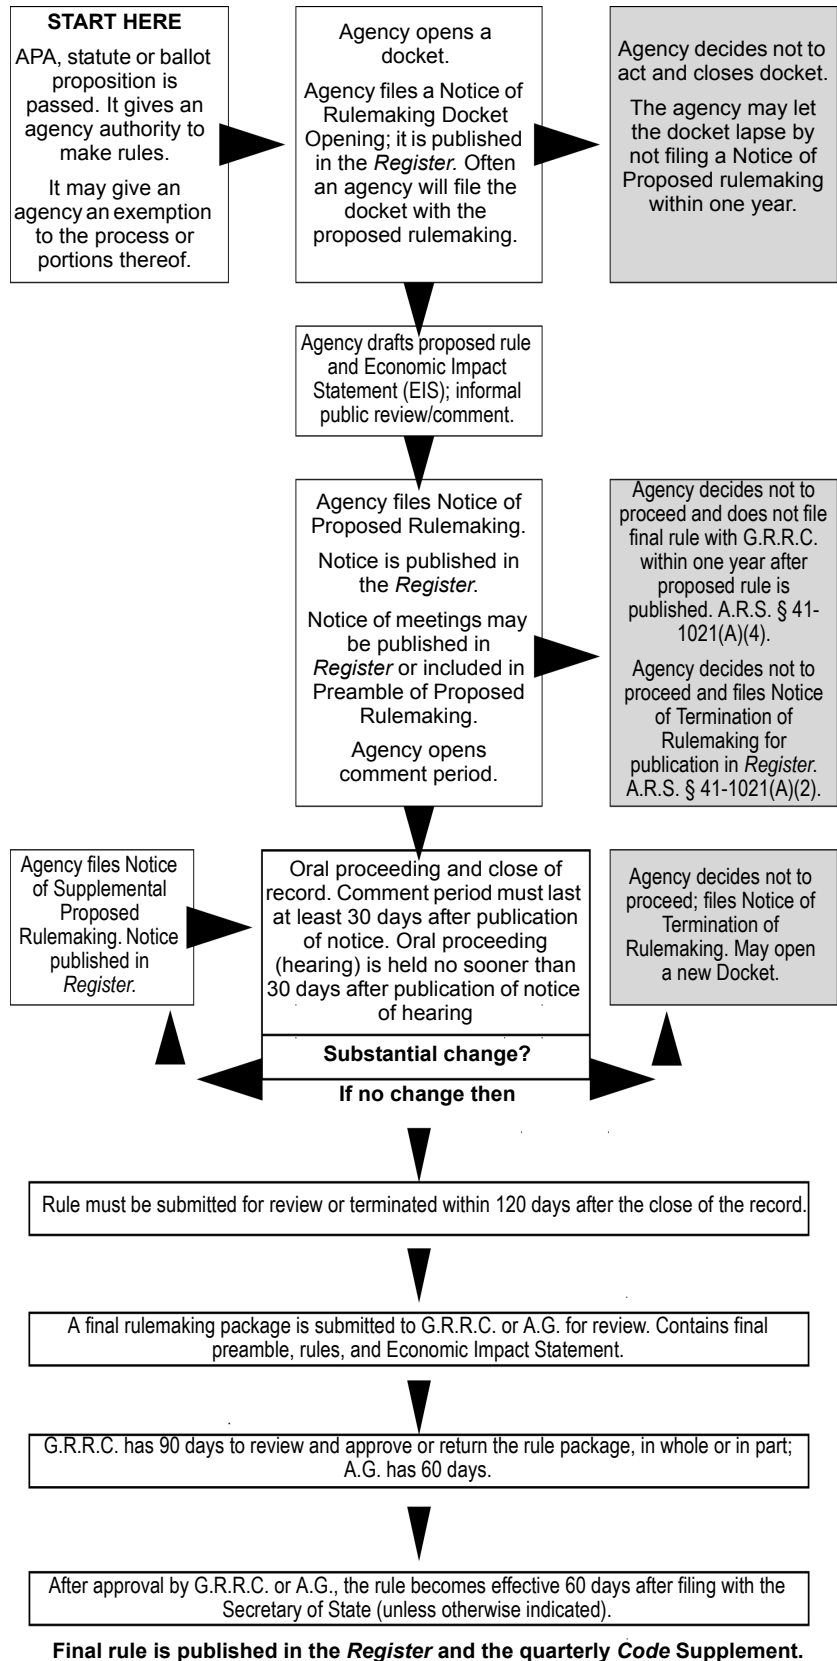 START HERE
APA, statute or ballot
proposition is
passed. It gives an
agency authority to
make rules.
It may give an
agency an exemption
to the process or
portions thereof.
Agency opens a
docket.
Agency files a Notice of
Rulemaking Docket
Opening; it is published
in the Register. Often
an agency will file the
docket with the
proposed rulemaking.
Agency decides not to
act and closes docket.
The agency may let
the docket lapse by
not filing a Notice of
Proposed rulemaking
within one year.
Agency drafts proposed rule
and Economic Impact
Statement (EIS); informal
public review/comment.
Agency files Notice of
Proposed Rulemaking.
Notice is published in
the Register.
Notice of meetings may
be published in
Register or included in
Preamble of Proposed
Rulemaking.
Agency opens
comment period.
Agency decides not to
proceed and does not file
final rule with G.R.R.C.
within one year after
proposed rule is
published. A.R.S. § 41-
1021(A)(4).
Agency decides not to
proceed and files Notice
of Termination of
Rulemaking for
publication in Register.
A.R.S. § 41-1021(A)(2).
Agency files Notice
of Supplemental
Proposed
Rulemaking. Notice
published in
Register.
Oral proceeding and close of
record. Comment period must last
at least 30 days after publication
of notice. Oral proceeding
(hearing) is held no sooner than
30 days after publication of notice
of hearing
Agency decides not to
proceed; files Notice of
Termination of
Rulemaking. May open
a new Docket.
Substantial change?
If no change then
Rule must be submitted for review or terminated within 120 days after the close of the record.
A final rulemaking package is submitted to G.R.R.C. or A.G. for review. Contains final
preamble, rules, and Economic Impact Statement.
G.R.R.C. has 90 days to review and approve or return the rule package, in whole or in part;
A.G. has 60 days.
After approval by G.R.R.C. or A.G., the rule becomes effective 60 days after filing with the
Secretary of State (unless otherwise indicated).
Final rule is published in the Register and the quarterly Code Supplement.